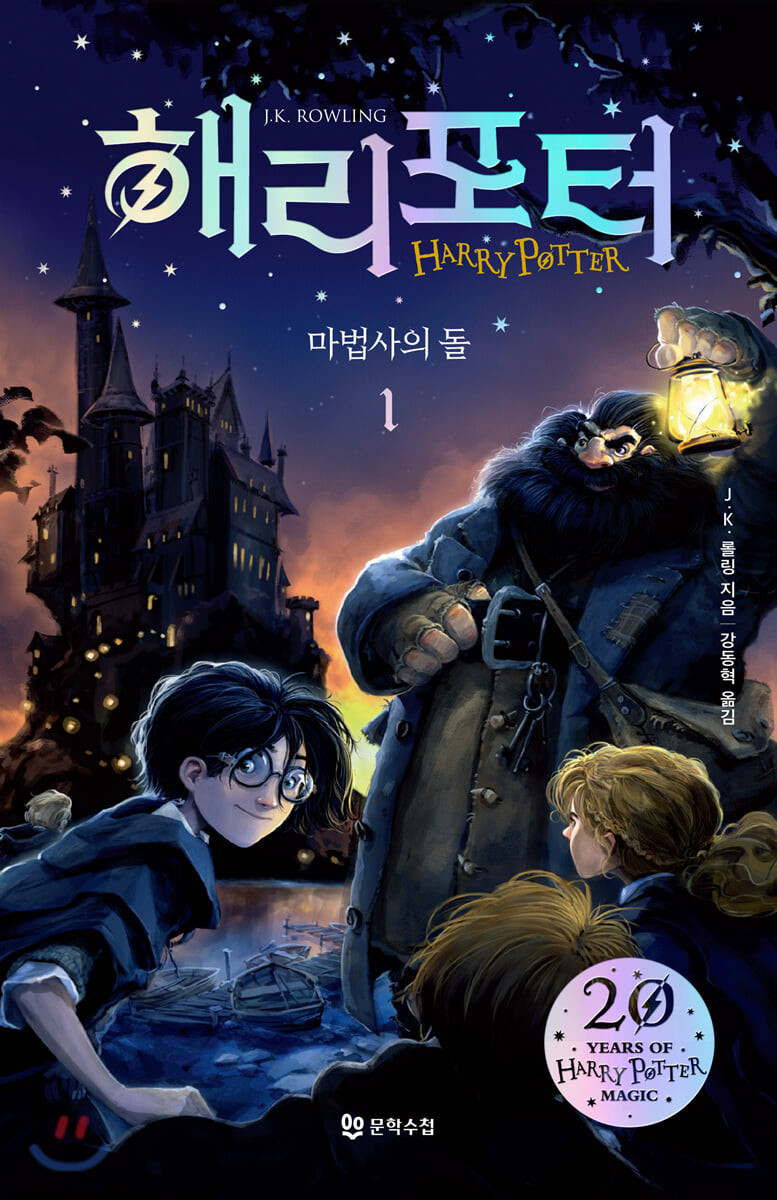 J.K. ROWLING
해리포터
HARRY POTTER
마법사의 돌
1
J.K. 롤링 지음 | 강동혁 옮김
20
YEARS OF
HARRY POTTER
MAGIC
문학수첩